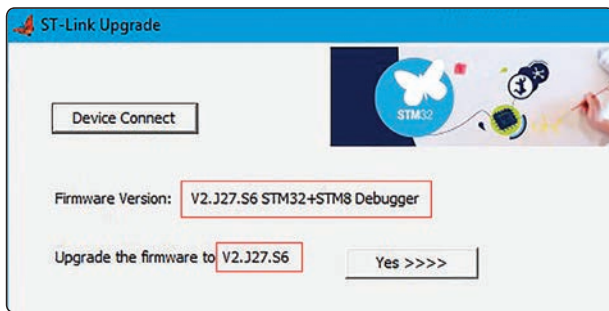 ST-Link Upgrade
STM32
Device Connect
Firmware Version: V2.J27.S6 STM32+STM8 Debugger
Upgrade the firmware to V2.J27.S6
Yes >>>>